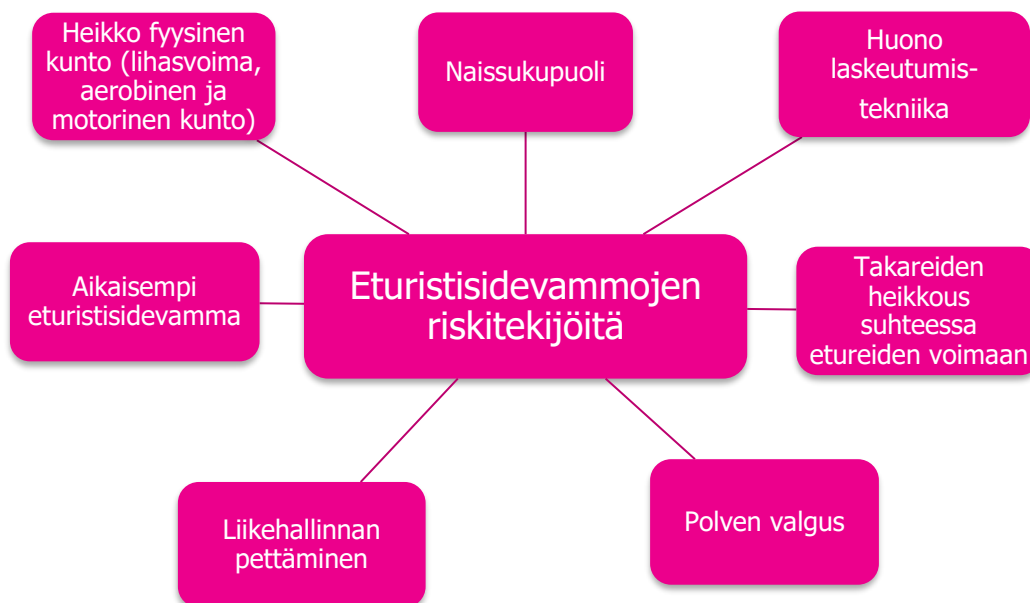 Heikko fyysinen
kunto (lihasvoima,
aerobinen ja
motorinen kunto)
Naissukupuoli
Huono
laskeutumis-
tekniika
Aikaisempi
eturistisidevamma
Eturistisidevammojen
riskitekijöitä
Takareiden
heikkous
suhteessa
etureiden voimaan
Liikehallinnan
pettäminen
Polven valgus